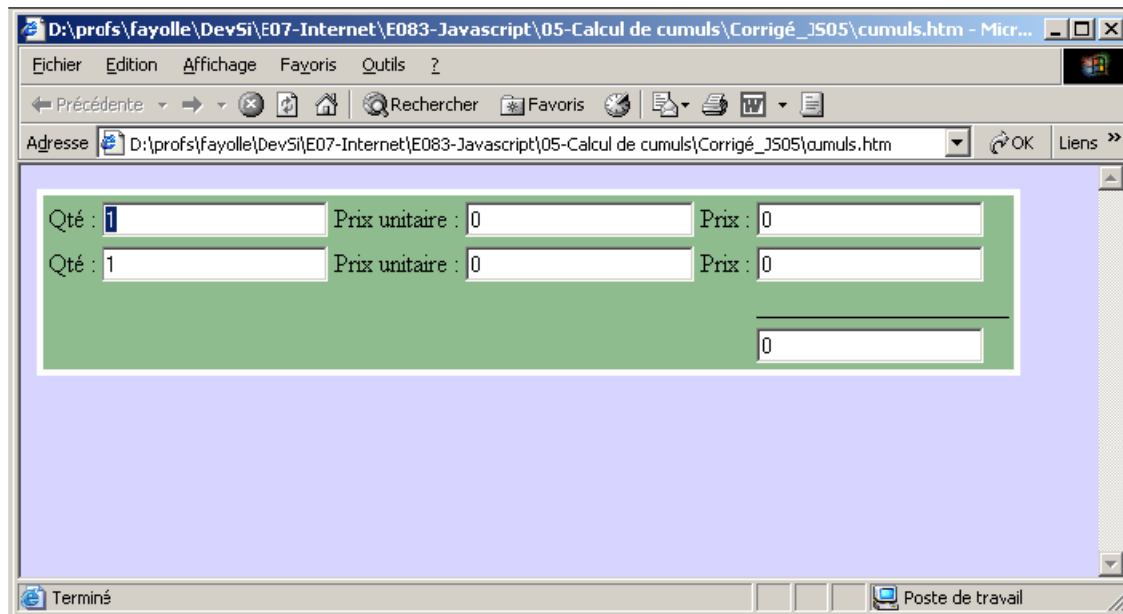 D:\profs\fayolle\DevSi\E07-Internet\E083-Javascript\05-Calcul de cumuls\Corrigé_JS05\cumuls.htm - Micr...
Fichier Edition Affichage Favoris Outils ?
Précédente Rechercher Favoris
Adresse D:\profs\fayolle\DevSi\E07-Internet\E083-Javascript\05-Calcul de cumuls\Corrigé_JS05\cumuls.htm OK Liens »
Qté : 1 Prix unitaire : 0 Prix : 0
Qté : 1 Prix unitaire : 0 Prix : 0
0
Terminé Poste de travail